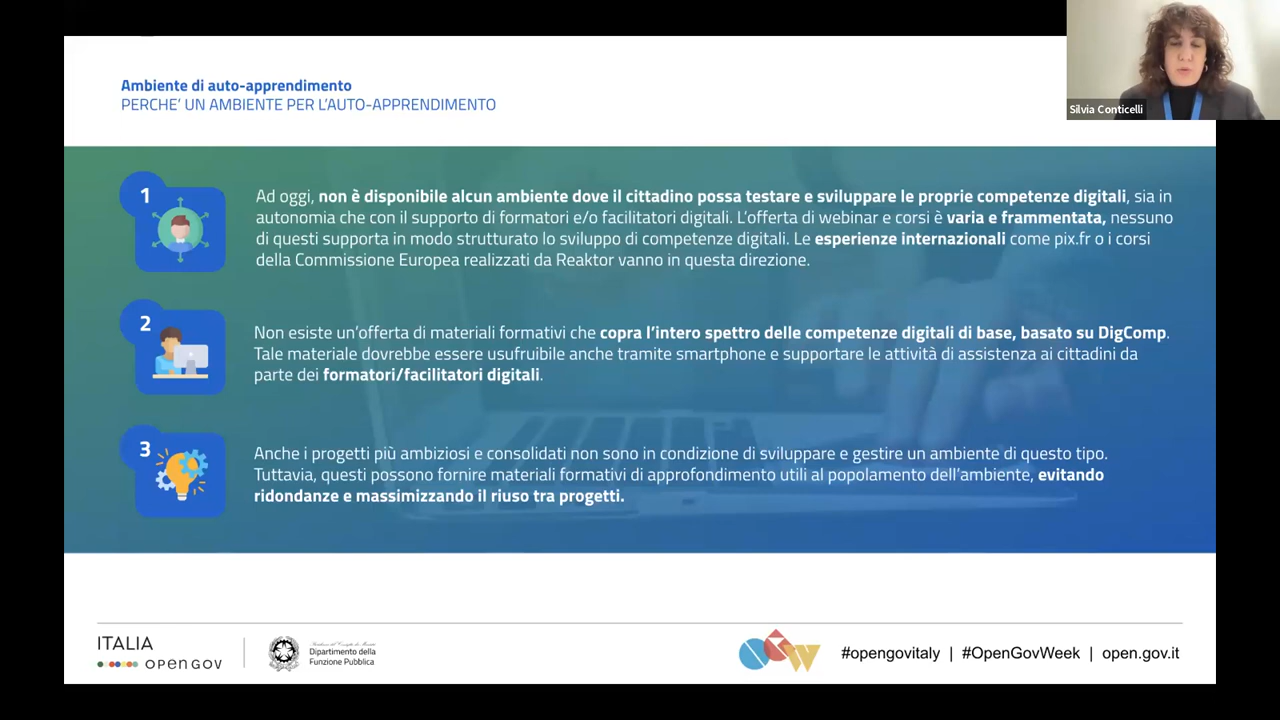 Ambiente di auto-apprendimento
PERCHE' UN AMBIENTE PER L'AUTO-APPRENDIMENTO
Silvia Conticelli
1
Ad oggi, non è disponibile alcun ambiente dove il cittadino possa testare e sviluppare le proprie competenze digitali, sia in
autonomia che con il supporto di formatori e/o facilitatori digitali. L'offerta di webinar e corsi è varia e frammentata, nessuno
di questi supporta in modo strutturato lo sviluppo di competenze digitali. Le esperienze internazionali come pix.fr o i corsi
della Commissione Europea realizzati da Reaktor vanno in questa direzione.
2
Non esiste un'offerta di materiali formativi che copra l'intero spettro delle competenze digitali di base, basato su DigComp.
Tale materiale dovrebbe essere usufruibile anche tramite smartphone e supportare le attività di assistenza ai cittadini da
parte dei formatori/facilitatori digitali.
3
Anche i progetti più ambiziosi e consolidati non sono in condizione di sviluppare e gestire un ambiente di questo tipo.
Tuttavia, questi possono fornire materiali formativi di approfondimento utili al popolamento dell'ambiente, evitando
ridondanze e massimizzando il riuso tra progetti.
ITALIA
OPEN GOV
Dipartimento della
Funzione Pubblica
OGW
#opengovitaly | #OpenGovWeek | open.gov.it